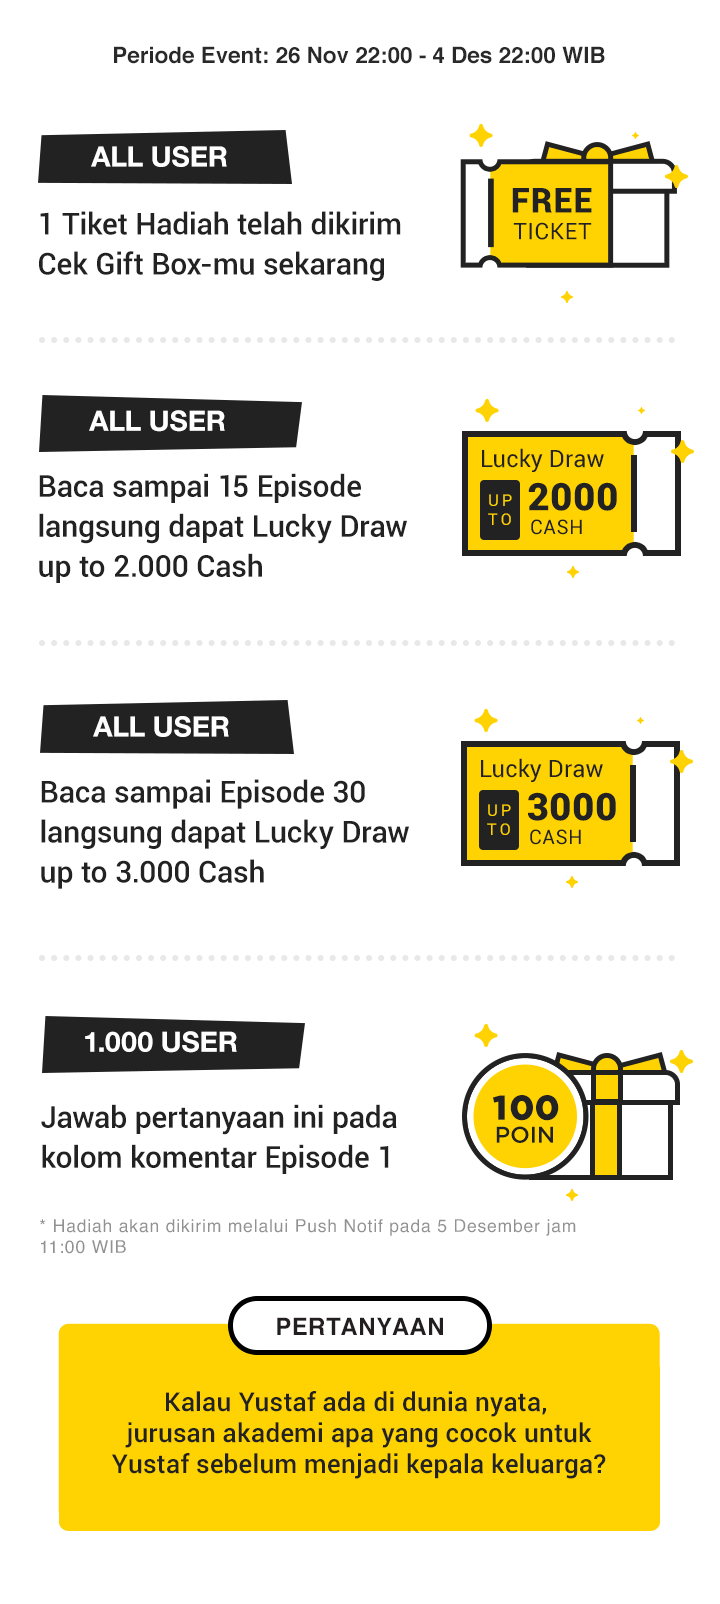 Periode Event: 26 Nov 22:00 - 4 Des 22:00 WIB
ALL USER
1 Tiket Hadiah telah dikirim
Cek Gift Box-mu sekarang
FREE
TICKET
ALL USER
Baca sampai 15 Episode
langsung dapat Lucky Draw
up to 2.000 Cash
Lucky Draw
UP TO
2000
CASH
ALL USER
Baca sampai Episode 30
langsung dapat Lucky Draw
up to 3.000 Cash
Lucky Draw
UP TO
3000
CASH
1.000 USER
Jawab pertanyaan ini pada
kolom komentar Episode 1
100
POIN
* Hadiah akan dikirim melalui Push Notif pada 5 Desember jam
11:00 WIB
PERTANYAAN
Kalau Yustaf ada di dunia nyata,
jurusan akademi apa yang cocok untuk
Yustaf sebelum menjadi kepala keluarga?